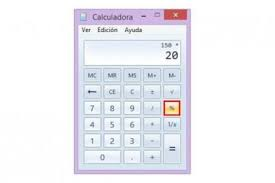 Calculadora
Ver Edición Ayuda
150 *
20
MC MR MS M+ M-
← CE C ± √
7 8 9 / %
4 5 6 * 1/x
1 2 3 - =
0 . +